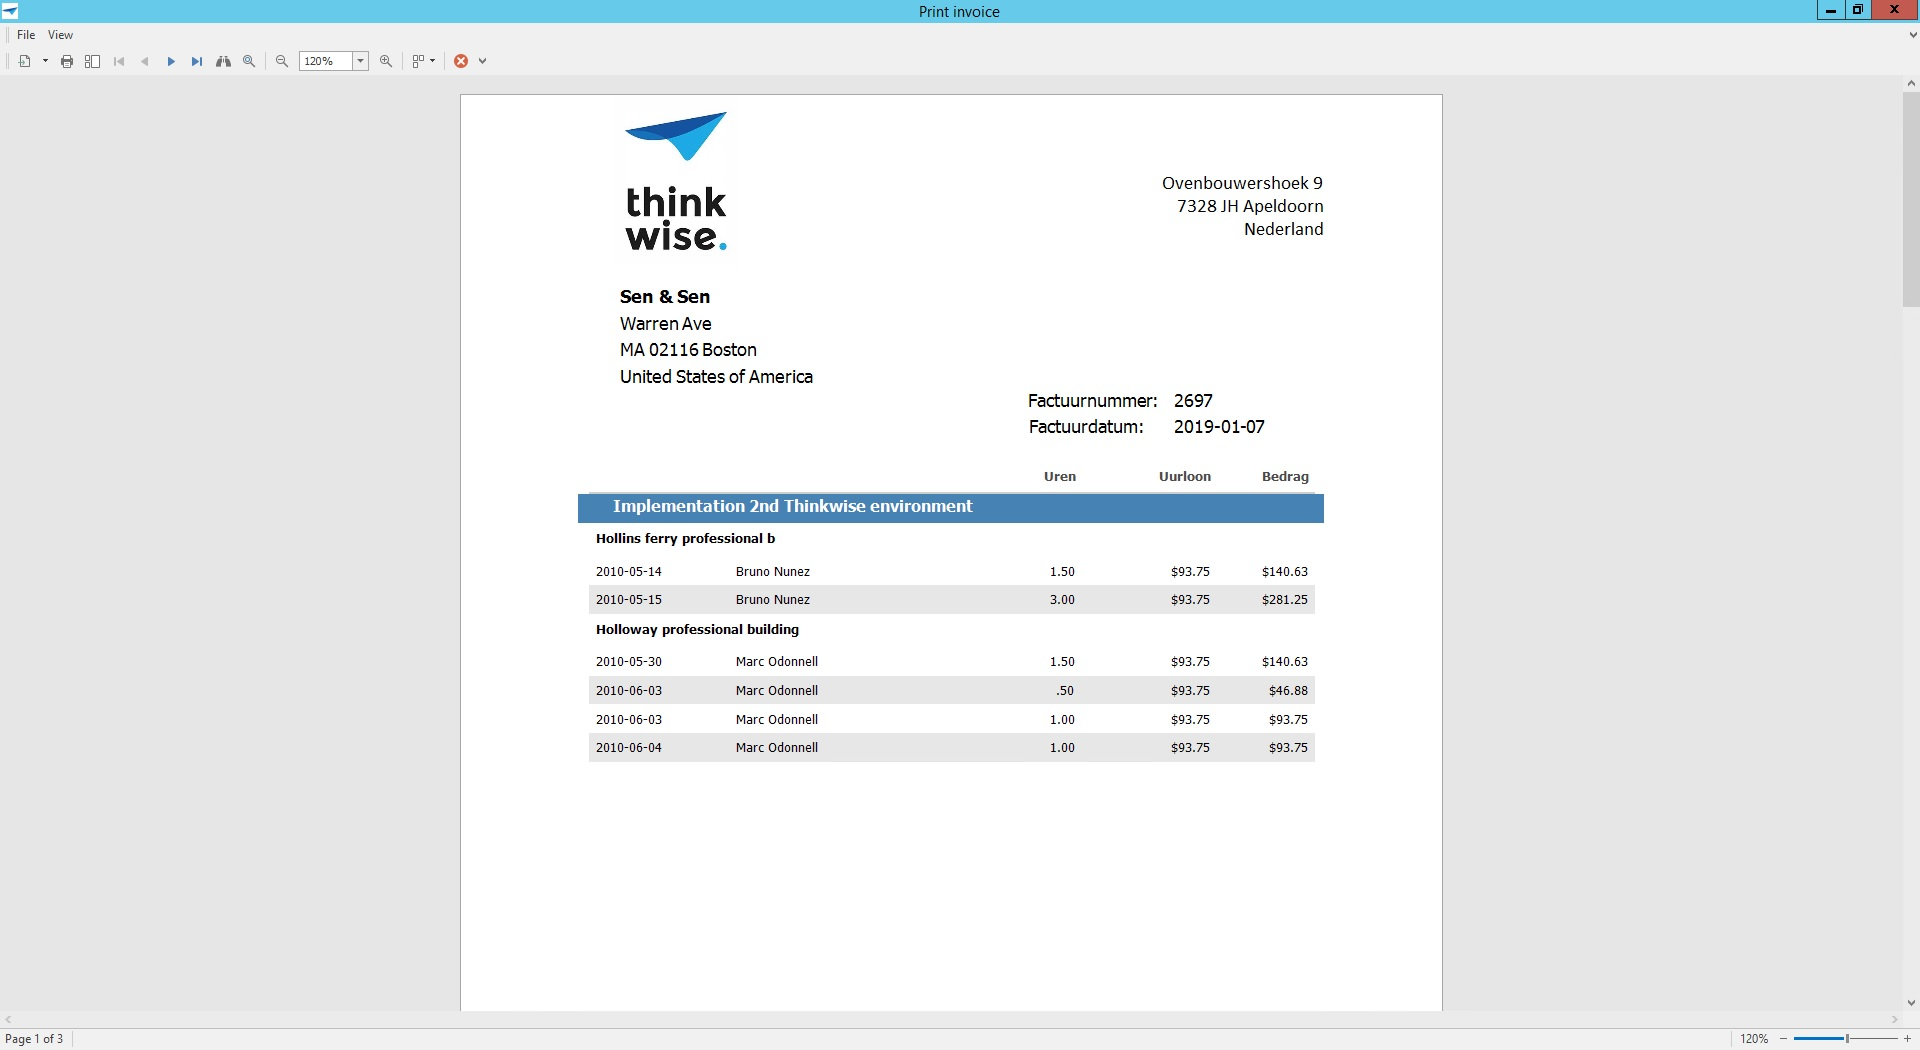 Print invoice
File View
120%
think
wise.
Ovenbouwershoek 9
7328 JH Apeldoorn
Nederland
Sen & Sen
Warren Ave
MA 02116 Boston
United States of America
Factuurnummer: 2697
Factuurdatum: 2019-01-07
Uren Uurloon Bedrag
Implementation 2nd Thinkwise environment
Hollins ferry professional b
2010-05-14 Bruno Nunez 1.50 $93.75 $140.63
2010-05-15 Bruno Nunez 3.00 $93.75 $281.25
Holloway professional building
2010-05-30 Marc Odonnell 1.50 $93.75 $140.63
2010-06-03 Marc Odonnell .50 $93.75 $46.88
2010-06-03 Marc Odonnell 1.00 $93.75 $93.75
2010-06-04 Marc Odonnell 1.00 $93.75 $93.75
Page 1 of 3 120%